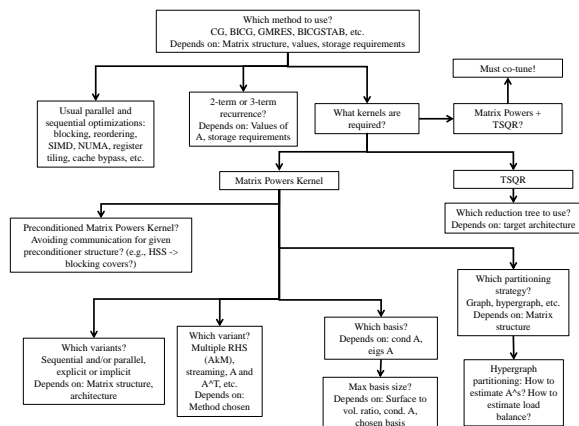 Which method to use?
CG, BICG, GMRES, BICGSTAB, etc.
Depends on: Matrix structure, values, storage requirements
Must co-tune!
Usual parallel and
sequential optimizations:
blocking, reordering,
SIMD, NUMA, register
tiling, cache bypass, etc.
2-term or 3-term
recurrence?
Depends on: Values of
A, storage requirements
What kernels are
required?
Matrix Powers +
TSQR?
Matrix Powers Kernel
TSQR
Preconditioned Matrix Powers Kernel?
Avoiding communication for given
preconditioner structure? (e.g., HSS ->
blocking covers?)
Which reduction tree to use?
Depends on: target architecture
Which partitioning
strategy?
Graph, hypergraph, etc.
Depends on: Matrix
structure
Which variants?
Sequential and/or parallel,
explicit or implicit
Depends on: Matrix structure,
architecture
Which variant?
Multiple RHS
(AkM),
streaming, A and
A^T, etc.
Depends on:
Method chosen
Which basis?
Depends on: cond A,
eigs A
Max basis size?
Depends on: Surface to
vol. ratio, cond. A,
chosen basis
Hypergraph
partitioning: How to
estimate A^s? How to
estimate load
balance?